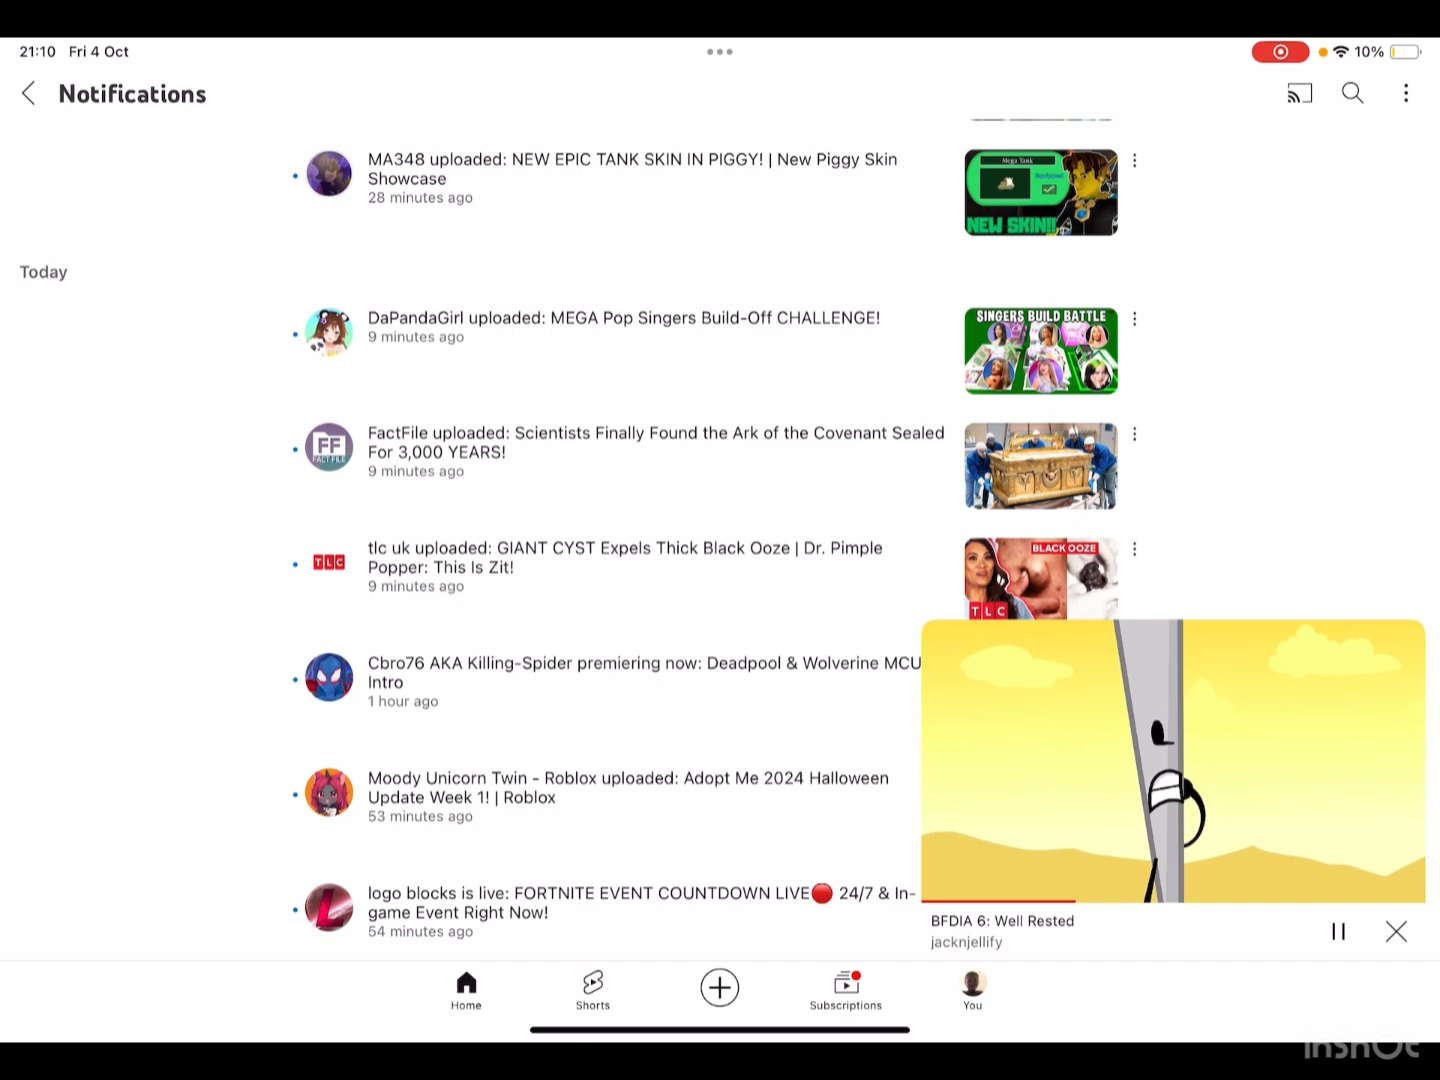 21:10 Fri 4 Oct
10%
Notifications
MA348 uploaded: NEW EPIC TANK SKIN IN PIGGY! | New Piggy Skin
Showcase
28 minutes ago
Mega Tank
Equipped
NEW SKIN!!
Today
DaPandaGirl uploaded: MEGA Pop Singers Build-Off CHALLENGE!
9 minutes ago
SINGERS BUILD BATTLE
FF
FACT FILE
FactFile uploaded: Scientists Finally Found the Ark of the Covenant Sealed
For 3,000 YEARS!
9 minutes ago
TLC
tlc uk uploaded: GIANT CYST Expels Thick Black Ooze | Dr. Pimple
Popper: This Is Zit!
9 minutes ago
BLACK OOZE
TLC
Cbro76 AKA Killing-Spider premiering now: Deadpool & Wolverine MCU
Intro
1 hour ago
Moody Unicorn Twin - Roblox uploaded: Adopt Me 2024 Halloween
Update Week 1! | Roblox
53 minutes ago
L
logo blocks is live: FORTNITE EVENT COUNTDOWN LIVE🔴 24/7 & In-
game Event Right Now!
54 minutes ago
BFDIA 6: Well Rested
jacknjellify
Home
Shorts
Subscriptions
You
InShOt